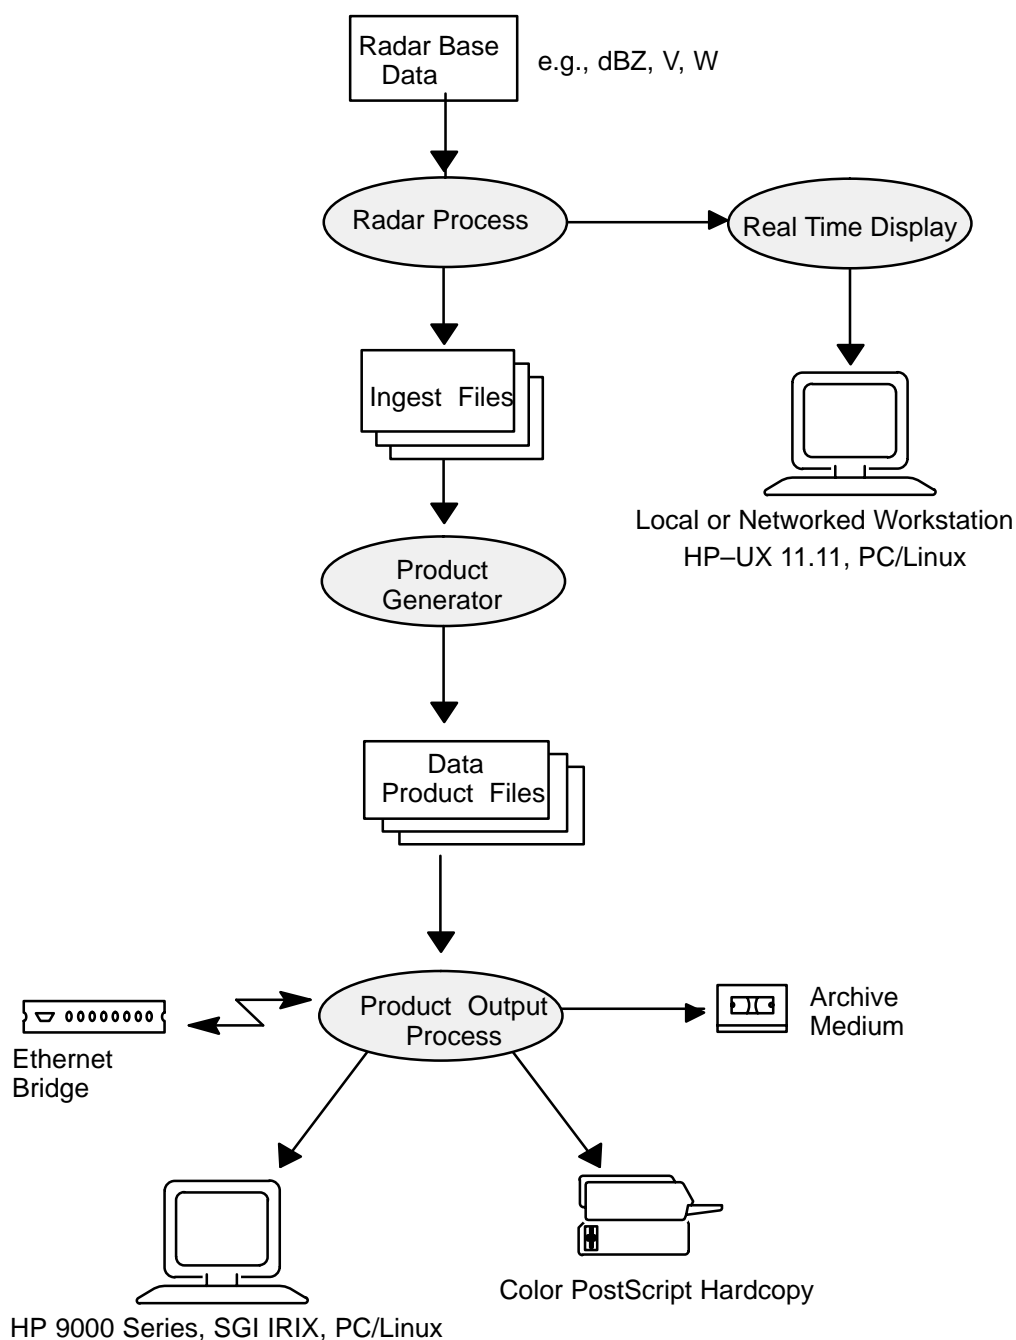 Radar Base
Data
e.g., dBZ, V, W
Radar Process
Real Time Display
Ingest Files
Local or Networked Workstation
HP–UX 11.11, PC/Linux
Product
Generator
Data
Product Files
Product Output
Process
Archive
Medium
Ethernet
Bridge
Color PostScript Hardcopy
HP 9000 Series, SGI IRIX, PC/Linux